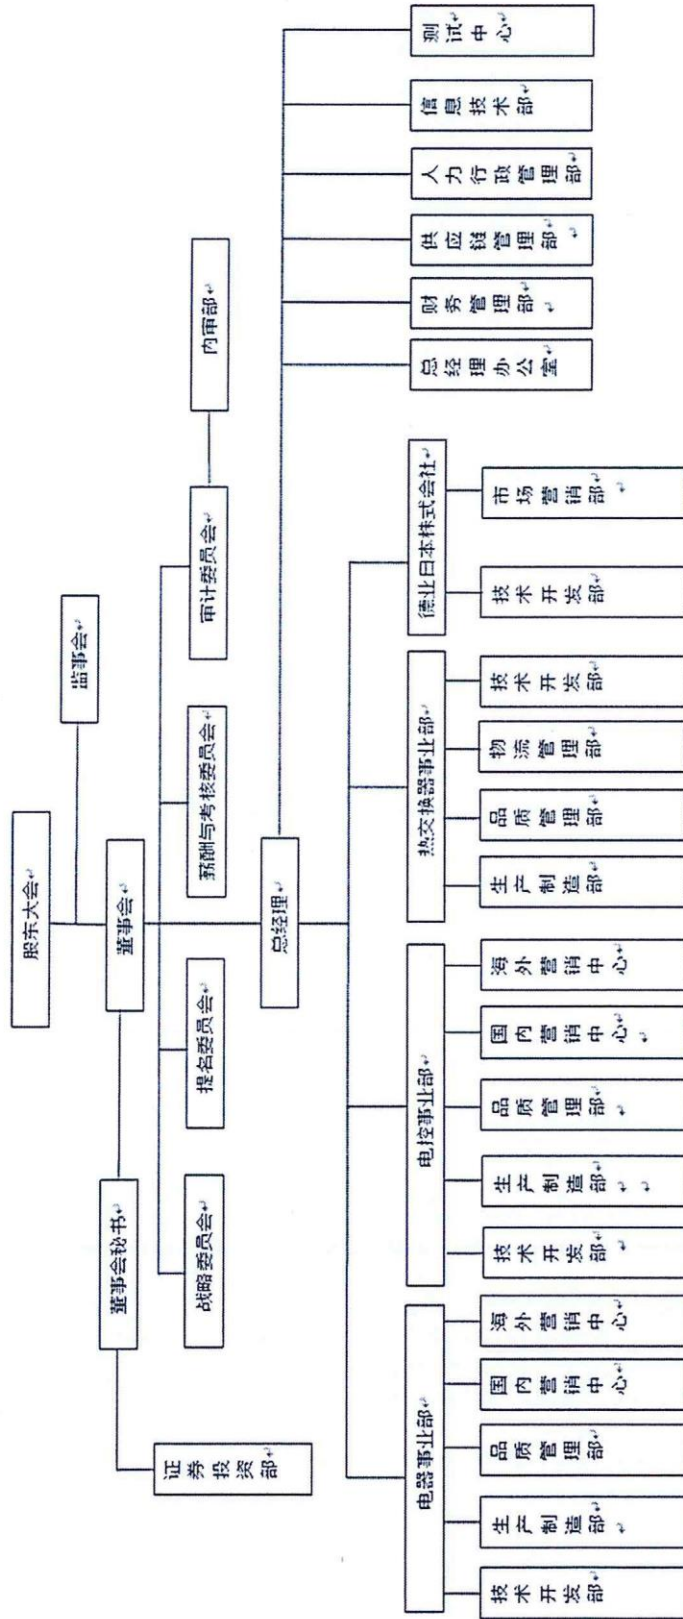 股东大会
监事会
董事会
董事会秘书
证券投资部
战略委员会
提名委员会
薪酬与考核委员会
审计委员会
内审部
总经理
电器事业部
电控事业部
热交换器事业部
德业日本株式会社
总经理办公室
财务管理部
供应链管理部
人力行政管理部
信息技术部
测试中心
技术开发部
生产制造部
品质管理部
国内营销中心
海外营销中心
技术开发部
生产制造部
品质管理部
国内营销中心
海外营销中心
生产制造部
品质管理部
物流管理部
技术开发部
技术开发部
市场营销部